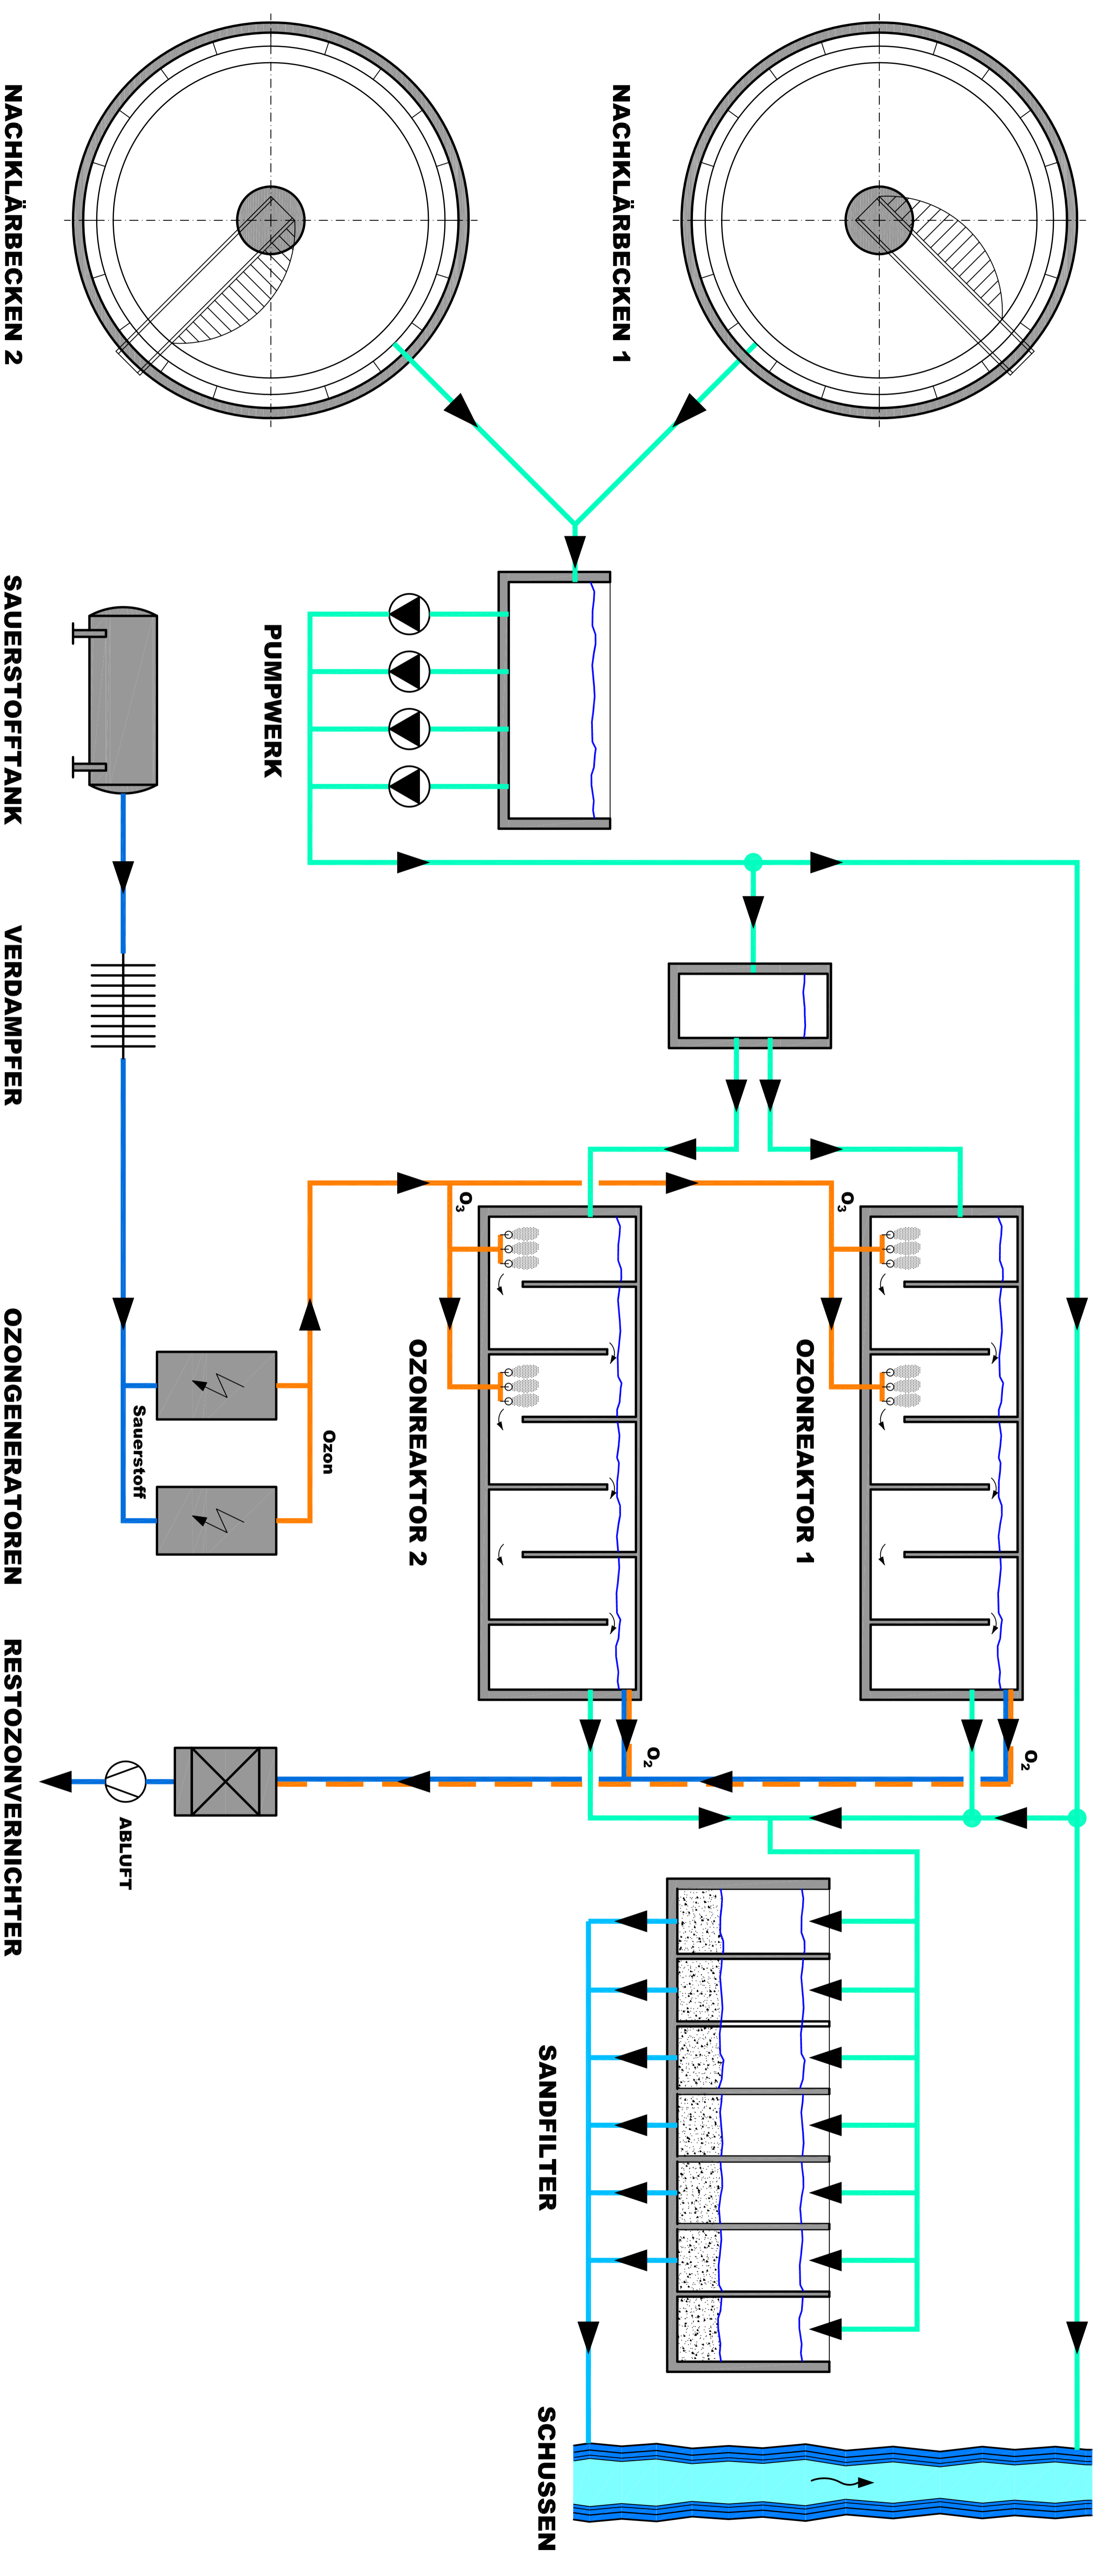 NACHKLÄRBECKEN 1
NACHKLÄRBECKEN 2
PUMPWERK
SAUERSTOFFTANK
VERDAMPFER
O3
O3
OZONREAKTOR 1
OZONREAKTOR 2
Ozon
Sauerstoff
OZONGENERATOREN
O2
O2
ABLUFT
RESTOZONVERNICHTER
SANDFILTER
SCHUSSEN